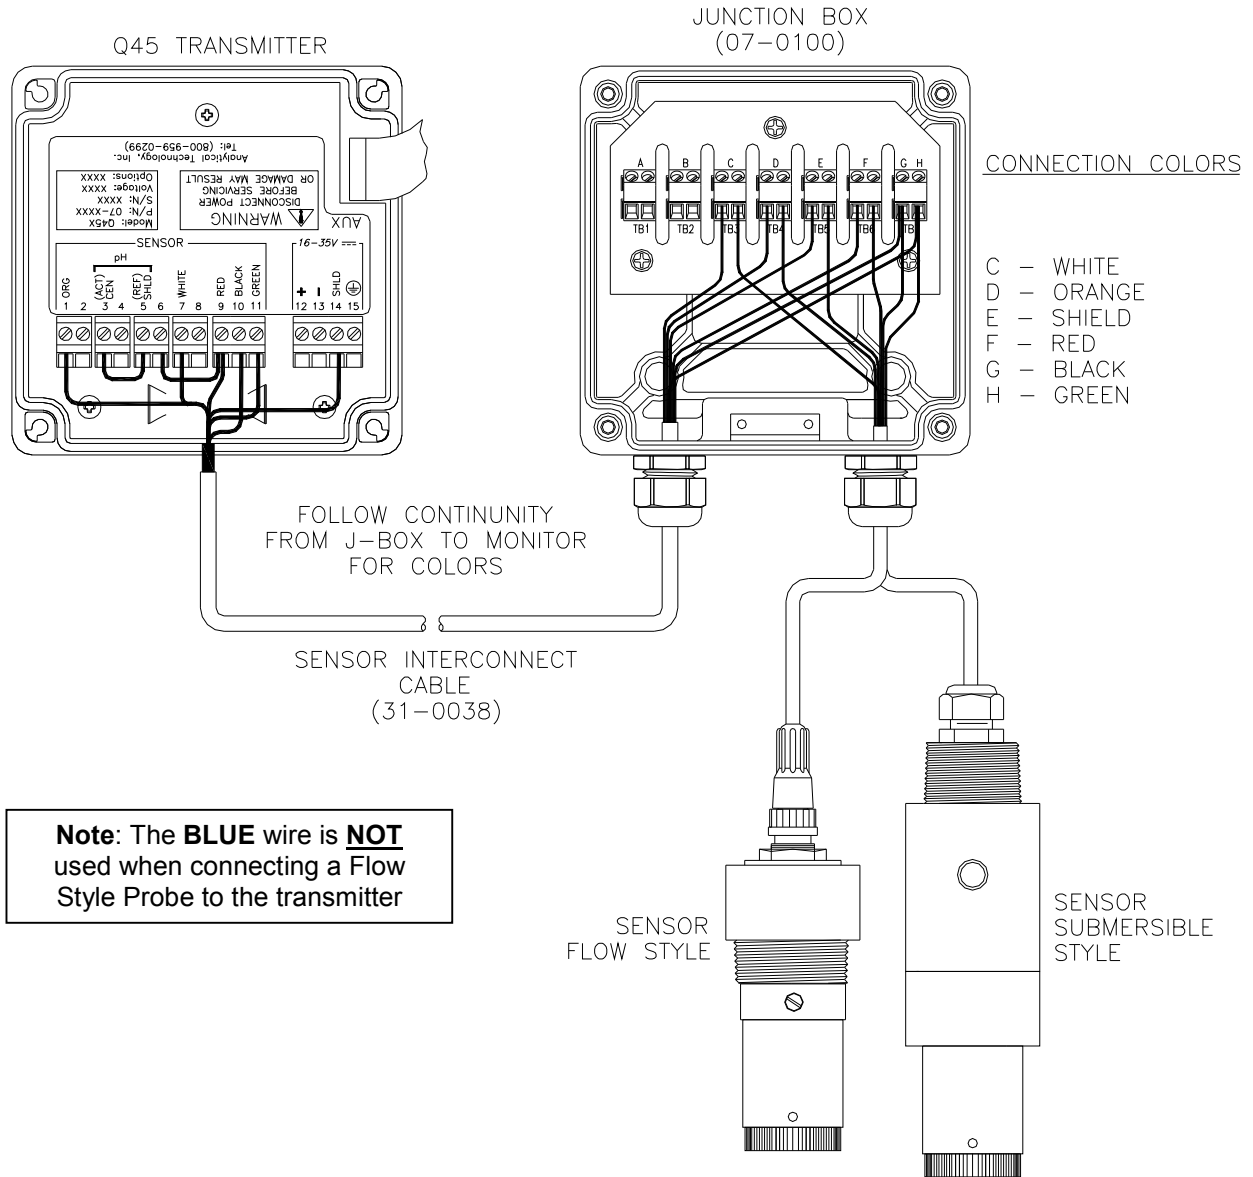 Q45 TRANSMITTER
JUNCTION BOX
(07-0100)
Analytical Technology, Inc.
Tel: (800-959-0299)
WARNING
DISCONNECT POWER
BEFORE SERVICING
OR DAMAGE MAY RESULT
Model: Q45X
P/N: 07-XXXX
S/N: XXXX
Voltage: XXXX
Options: XXXX
AUX
SENSOR
pH
ORG
(ACT)
CEN
(REF)
SHLD
WHITE
RED
BLACK
GREEN
1 2 3 4 5 6 7 8 9 10 11
16-35V
+ - SHLD
12 13 14 15
A B C D E F G H
TB1 TB2 TB3 TB4 TB5 TB6 TB
CONNECTION COLORS
C - WHITE
D - ORANGE
E - SHIELD
F - RED
G - BLACK
H - GREEN
FOLLOW CONTINUNITY
FROM J-BOX TO MONITOR
FOR COLORS
SENSOR INTERCONNECT
CABLE
(31-0038)
Note: The BLUE wire is NOT
used when connecting a Flow
Style Probe to the transmitter
SENSOR
FLOW STYLE
SENSOR
SUBMERSIBLE
STYLE